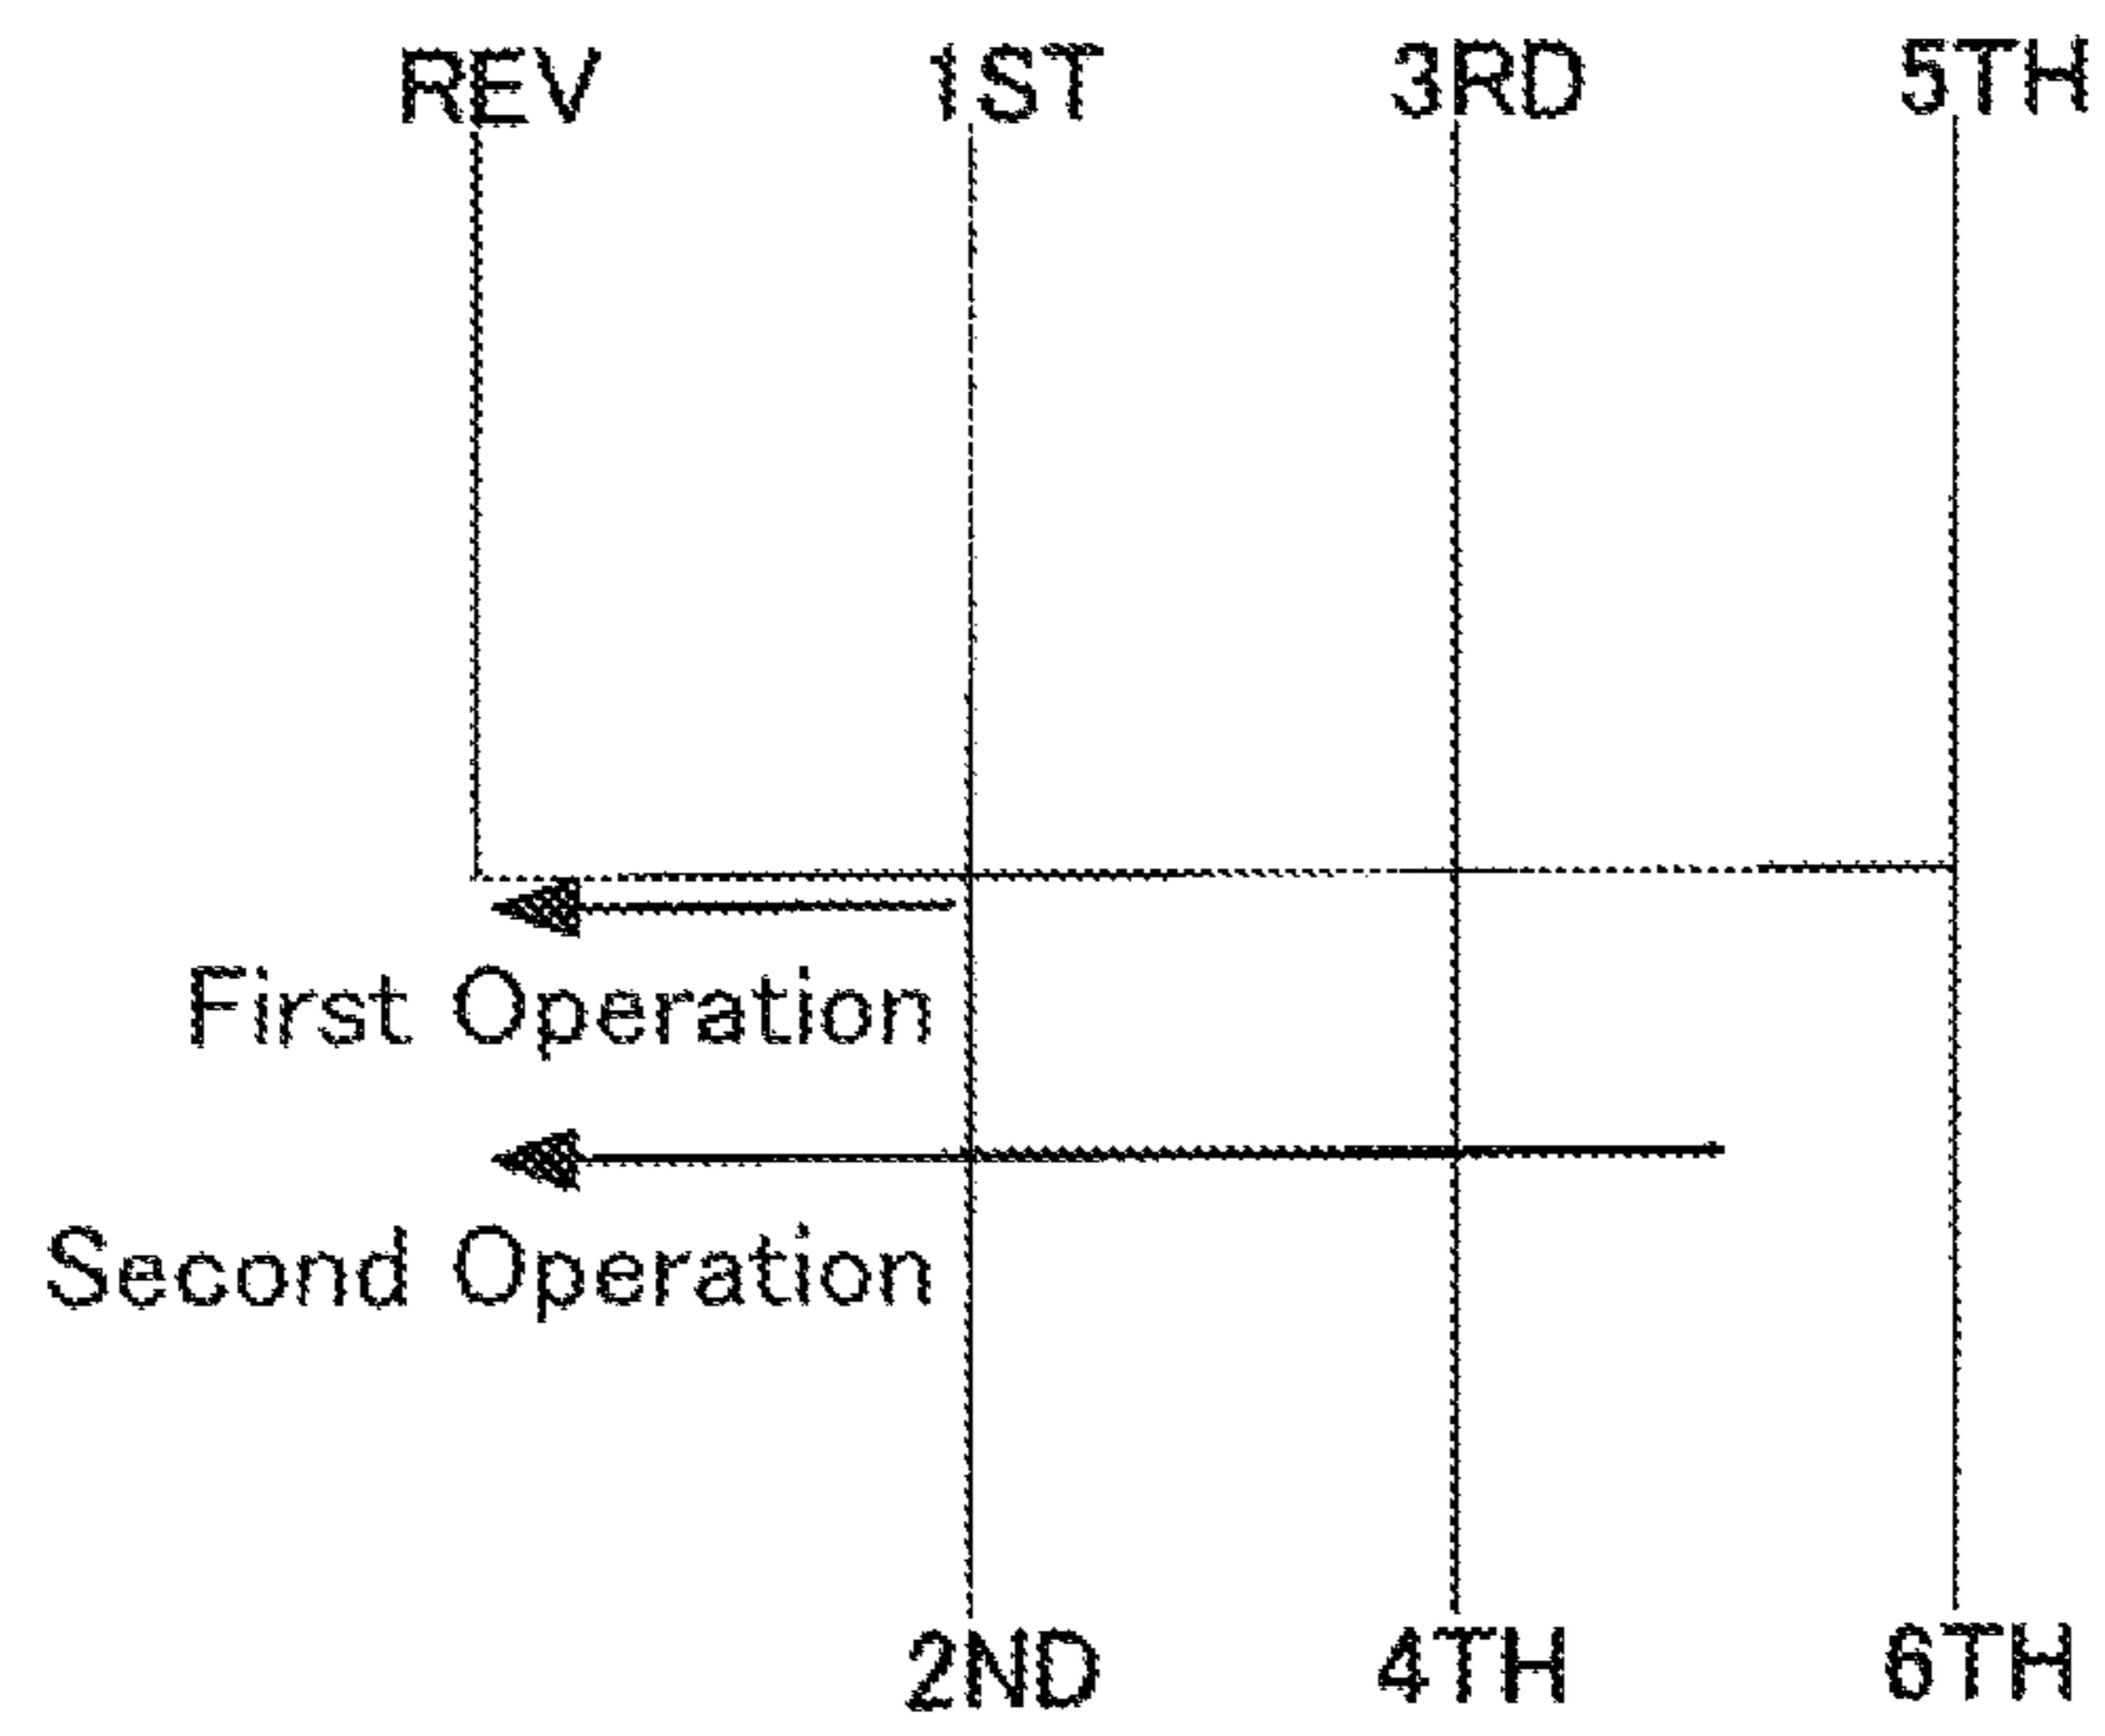 REV 1ST 3RD 5TH
First Operation
Second Operation
2ND 4TH 6TH